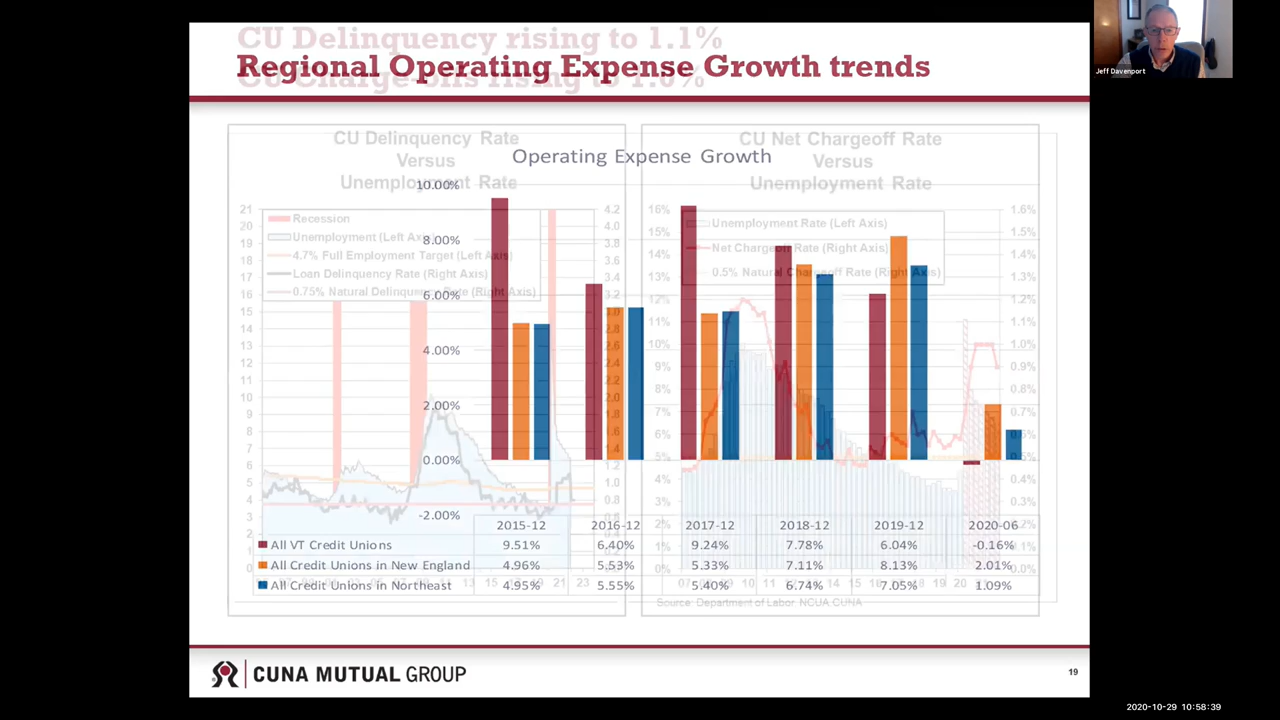 CU Delinquency rising to 1.1%
Regional Operating Expense Growth trends
CU Charge-offs rising to 1.0%
CU Delinquency Rate
Versus
Unemployment Rate
CU Net Chargeoff Rate
Versus
Unemployment Rate
Operating Expense Growth
Recession
Unemployment (Left Axis)
4.7% Full Employment Target (Left Axis)
Loan Delinquency Rate (Right Axis)
0.75% Natural Delinquency Rate (Right Axis)
Unemployment Rate (Left Axis)
Net Chargeoff Rate (Right Axis)
0.5% Natural Chargeoff Rate (Right Axis)
10.00%
8.00%
6.00%
4.00%
2.00%
0.00%
-2.00%
2015-12 2016-12 2017-12 2018-12 2019-12 2020-06
All VT Credit Unions 9.51% 6.40% 9.24% 7.78% 6.04% -0.16%
All Credit Unions in New England 4.96% 5.53% 5.33% 7.11% 8.13% 2.01%
All Credit Unions in Northeast 4.95% 5.55% 5.40% 6.74% 7.05% 1.09%
Source: Department of Labor. NCUA.CUNA
CUNA MUTUAL GROUP
19
Jeff Davenport
2020-10-29 10:58:39